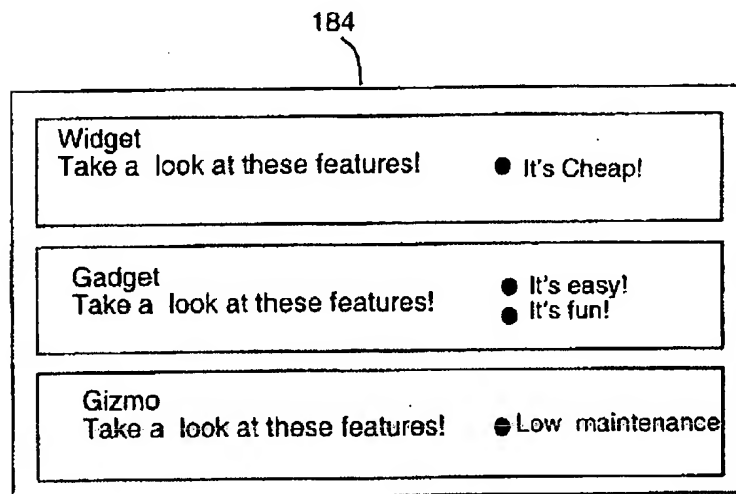 184
Widget
Take a look at these features!
● It's Cheap!
Gadget
Take a look at these features!
● It's easy!
● It's fun!
Gizmo
Take a look at these features!
● Low maintenance